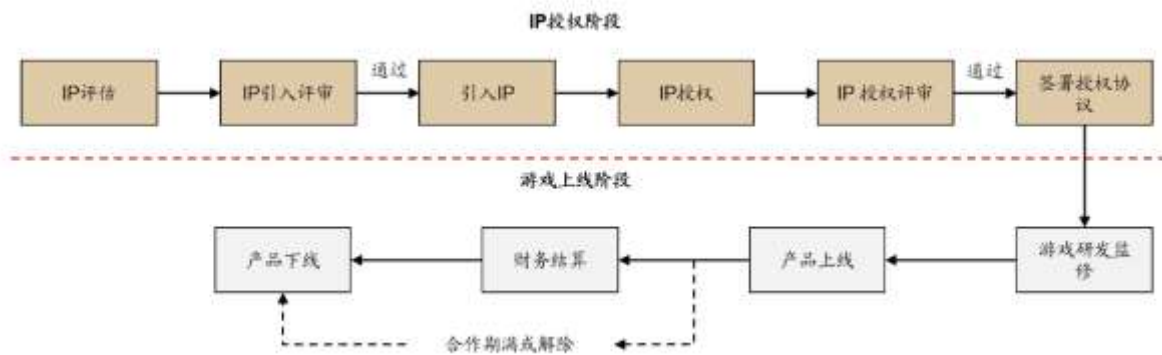 IP授权阶段
IP评估
IP引入评审
通过
引入IP
IP授权
IP 授权评审
通过
签署授权协
议
游戏上线阶段
产品下线
财务结算
产品上线
游戏研发监
修
合作期满或解除